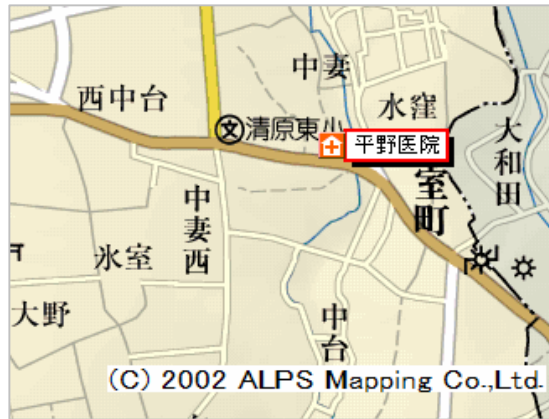 中妻
西中台
水窪
文清原東小
平野医院
大和田
室町
中妻西
氷室
大野
中台
(C) 2002 ALPS Mapping Co.,Ltd.